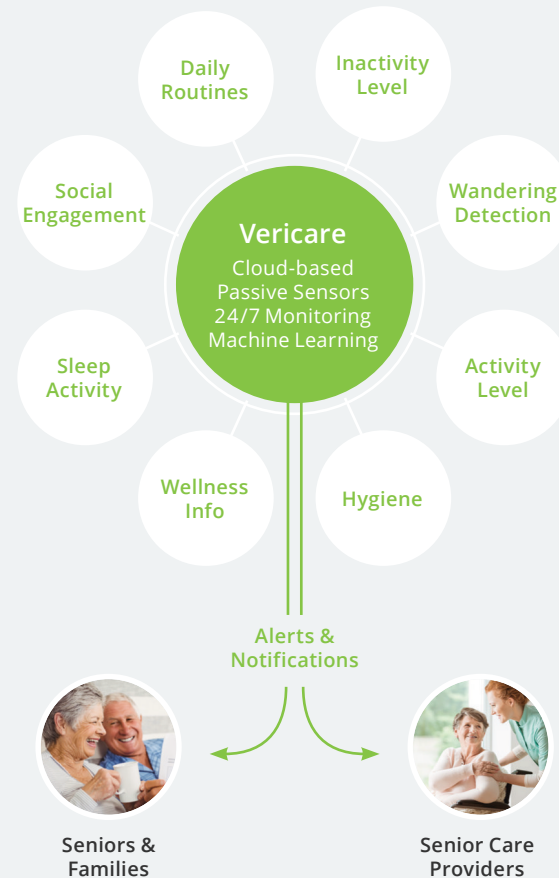 Daily
Routines
Inactivity
Level
Social
Engagement
Wandering
Detection
Vericare
Cloud-based
Passive Sensors
24/7 Monitoring
Machine Learning
Sleep
Activity
Activity
Level
Wellness
Info
Hygiene
Alerts &
Notifications
Seniors &
Families
Senior Care
Providers